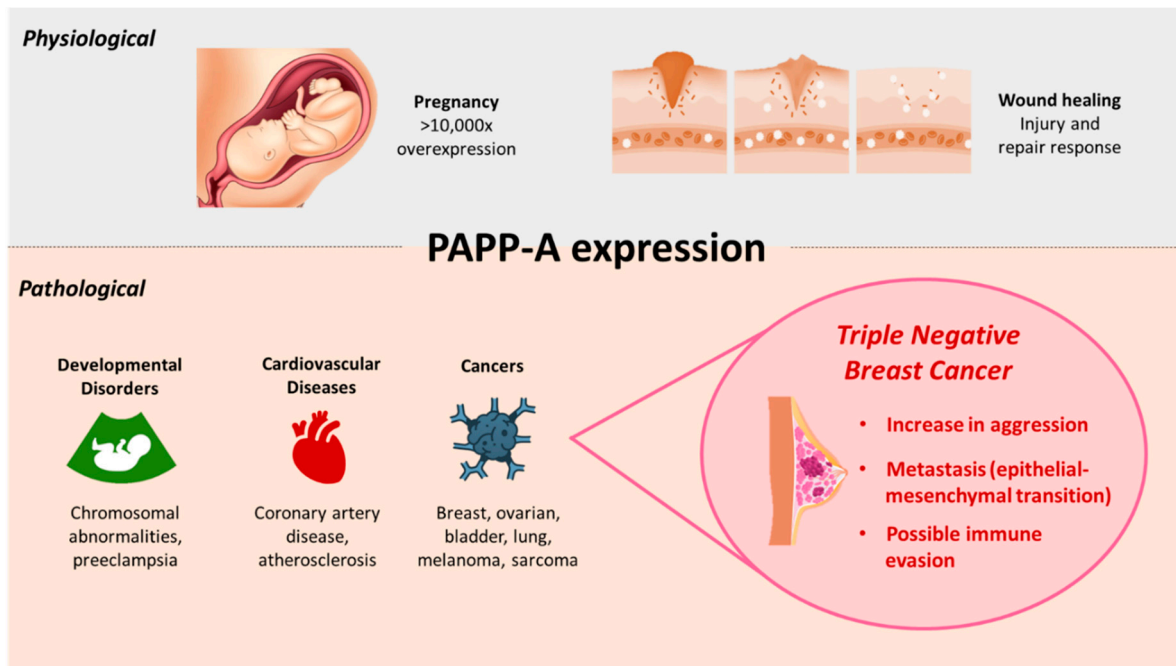 Physiological
Pregnancy
>10,000x
overexpression
Wound healing
Injury and
repair response
PAPP-A expression
Pathological
Developmental
Disorders
Chromosomal
abnormalities,
preeclampsia
Cardiovascular
Diseases
Coronary artery
disease,
atherosclerosis
Cancers
Breast, ovarian,
bladder, lung,
melanoma, sarcoma
Triple Negative
Breast Cancer
• Increase in aggression
• Metastasis (epithelial-
mesenchymal transition)
• Possible immune
evasion